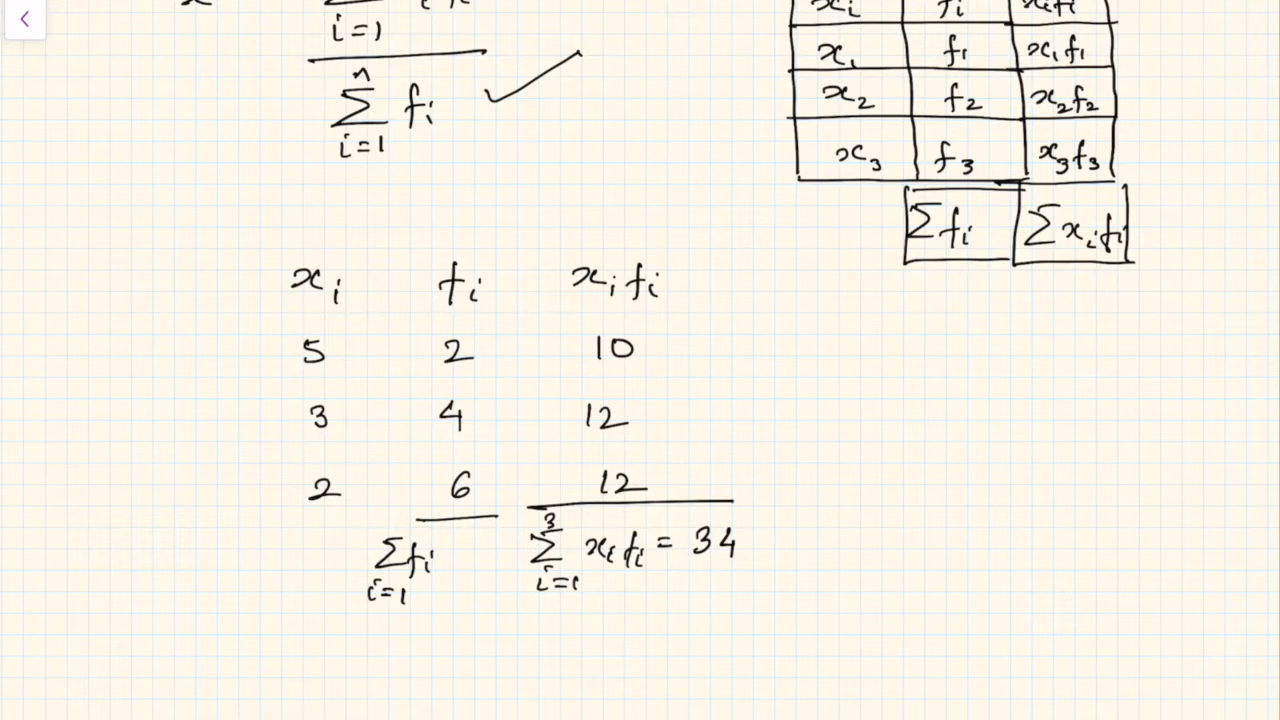 i=1
n
Σ fi
i=1
xi fi xifi
x1 f1 x1f1
x2 f2 x2f2
x3 f3 x3f3
Σfi Σxifi
xi fi xifi
5 2 10
3 4 12
2 6 12
Σfi
i=1
3
Σ xifi = 34
i=1